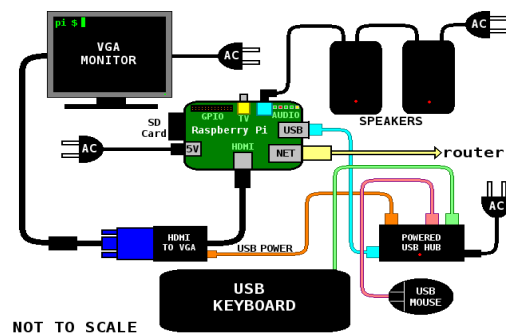 pi $
VGA
MONITOR
AC
AC
SPEAKERS
GPIO
TV
AUDIO
SD
Card
Raspberry Pi
USB
HDMI
5V
NET
router
AC
AC
HDMI
TO VGA
USB POWER
POWERED
USB HUB
USB
KEYBOARD
USB
MOUSE
NOT TO SCALE